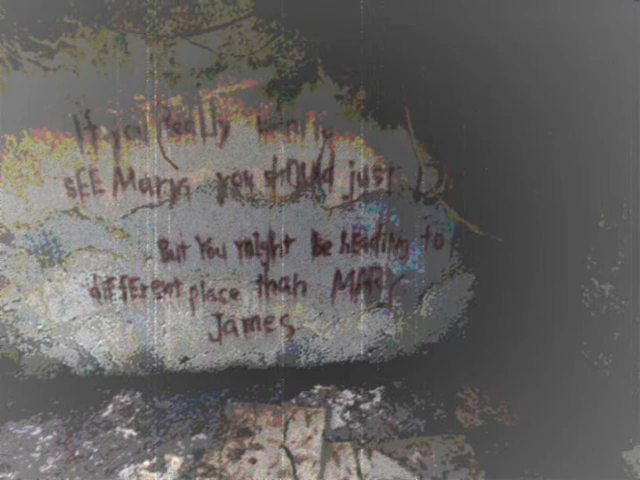 If you really want to
SEE Mary, you shOUld just D
But You might be hEading to
diFFErent place than MARY
James